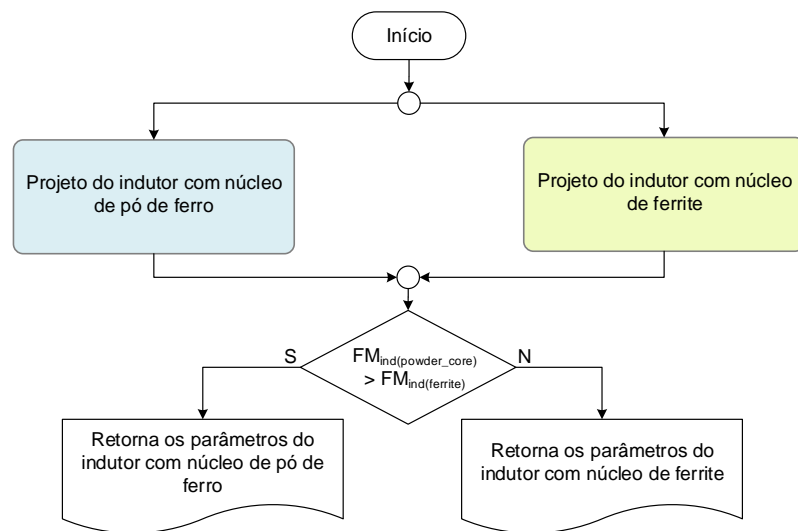 Início
Projeto do indutor com núcleo
de pó de ferro
Projeto do indutor com núcleo
de ferrite
S
FMind(powder_core)
> FMind(ferrite)
N
Retorna os parâmetros do
indutor com núcleo de pó de
ferro
Retorna os parâmetros do
indutor com núcleo de ferrite